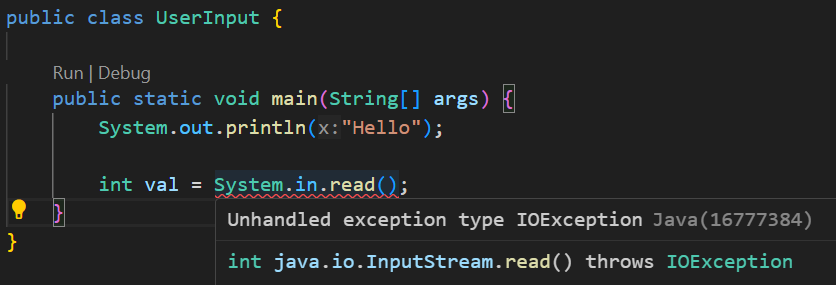 public class UserInput {
Run | Debug
public static void main(String[] args) {
System.out.println(x:"Hello");
int val = System.in.read();
}
Unhandled exception type IOException Java(16777384)
}
int java.io.InputStream.read() throws IOException